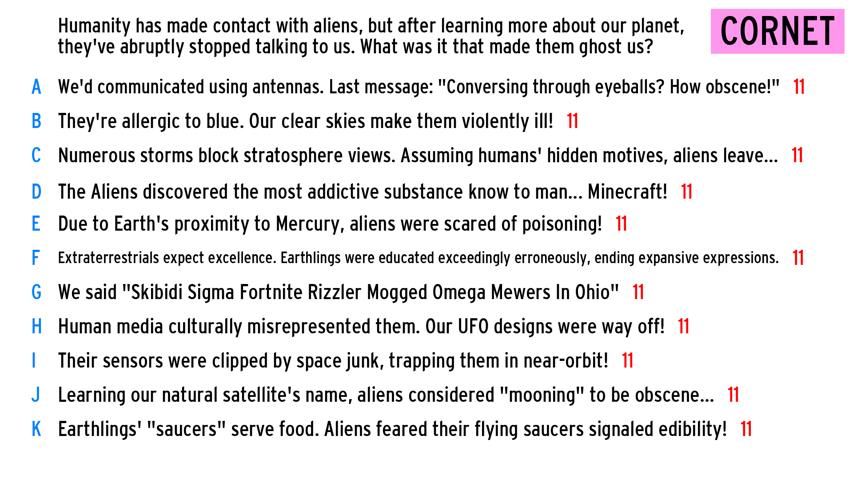 Humanity has made contact with aliens, but after learning more about our planet,
they've abruptly stopped talking to us. What was it that made them ghost us?
CORNET
A We'd communicated using antennas. Last message: "Conversing through eyeballs? How obscene!" 11
B They're allergic to blue. Our clear skies make them violently ill! 11
C Numerous storms block stratosphere views. Assuming humans' hidden motives, aliens leave... 11
D The Aliens discovered the most addictive substance know to man... Minecraft! 11
E Due to Earth's proximity to Mercury, aliens were scared of poisoning! 11
F Extraterrestrials expect excellence. Earthlings were educated exceedingly erroneously, ending expansive expressions. 11
G We said "Skibidi Sigma Fortnite Rizzler Mogged Omega Mewers In Ohio" 11
H Human media culturally misrepresented them. Our UFO designs were way off! 11
I Their sensors were clipped by space junk, trapping them in near-orbit! 11
J Learning our natural satellite's name, aliens considered "mooning" to be obscene... 11
K Earthlings' "saucers" serve food. Aliens feared their flying saucers signaled edibility! 11